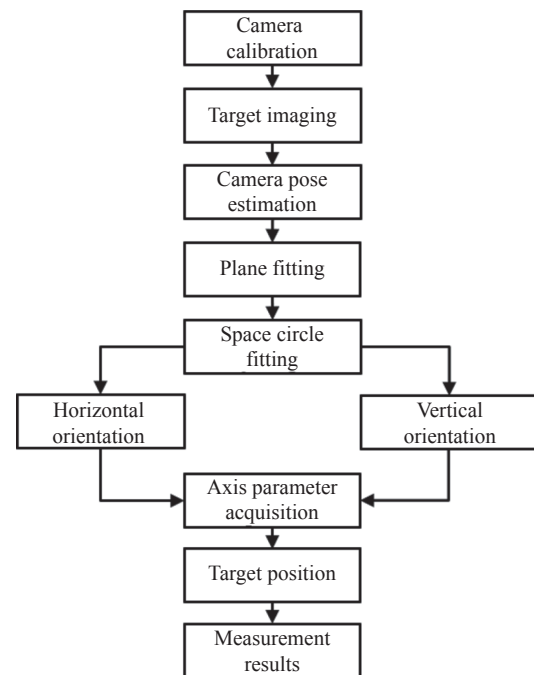 Camera
calibration
Target imaging
Camera pose
estimation
Plane fitting
Space circle
fitting
Horizontal
orientation
Vertical
orientation
Axis parameter
acquisition
Target position
Measurement
results